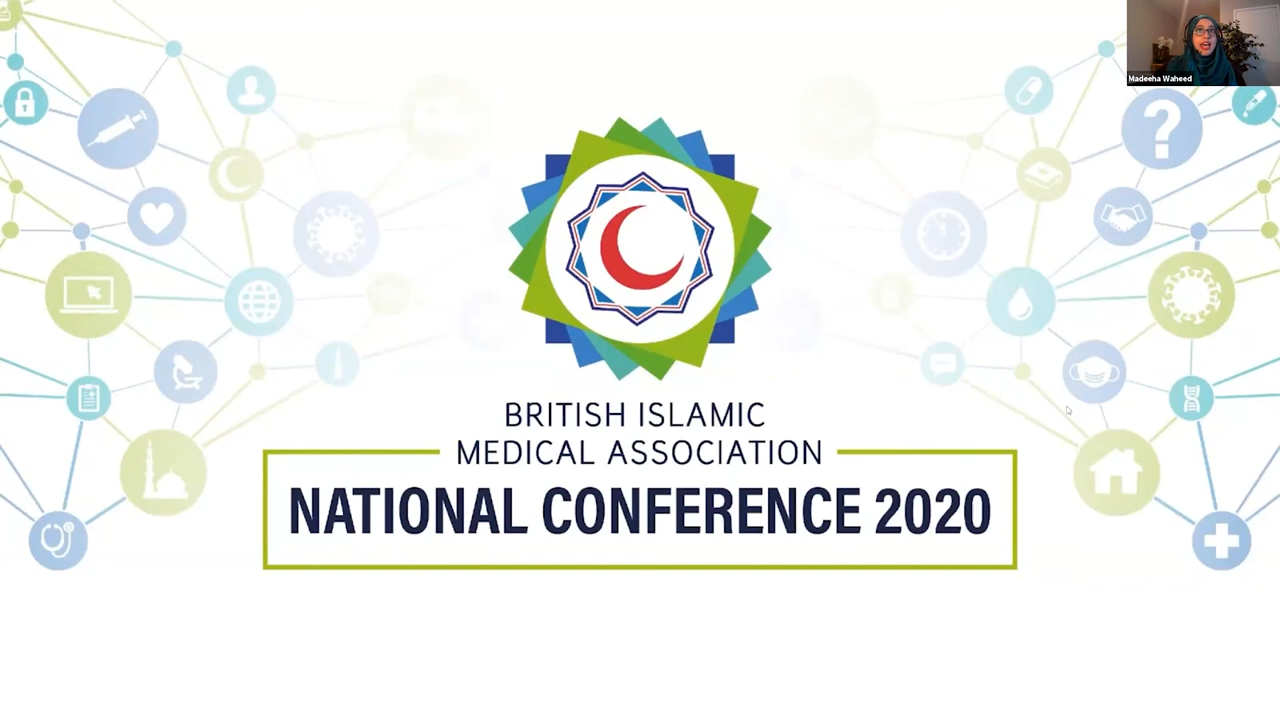 Madeeha Waheed
BRITISH ISLAMIC
MEDICAL ASSOCIATION
NATIONAL CONFERENCE 2020